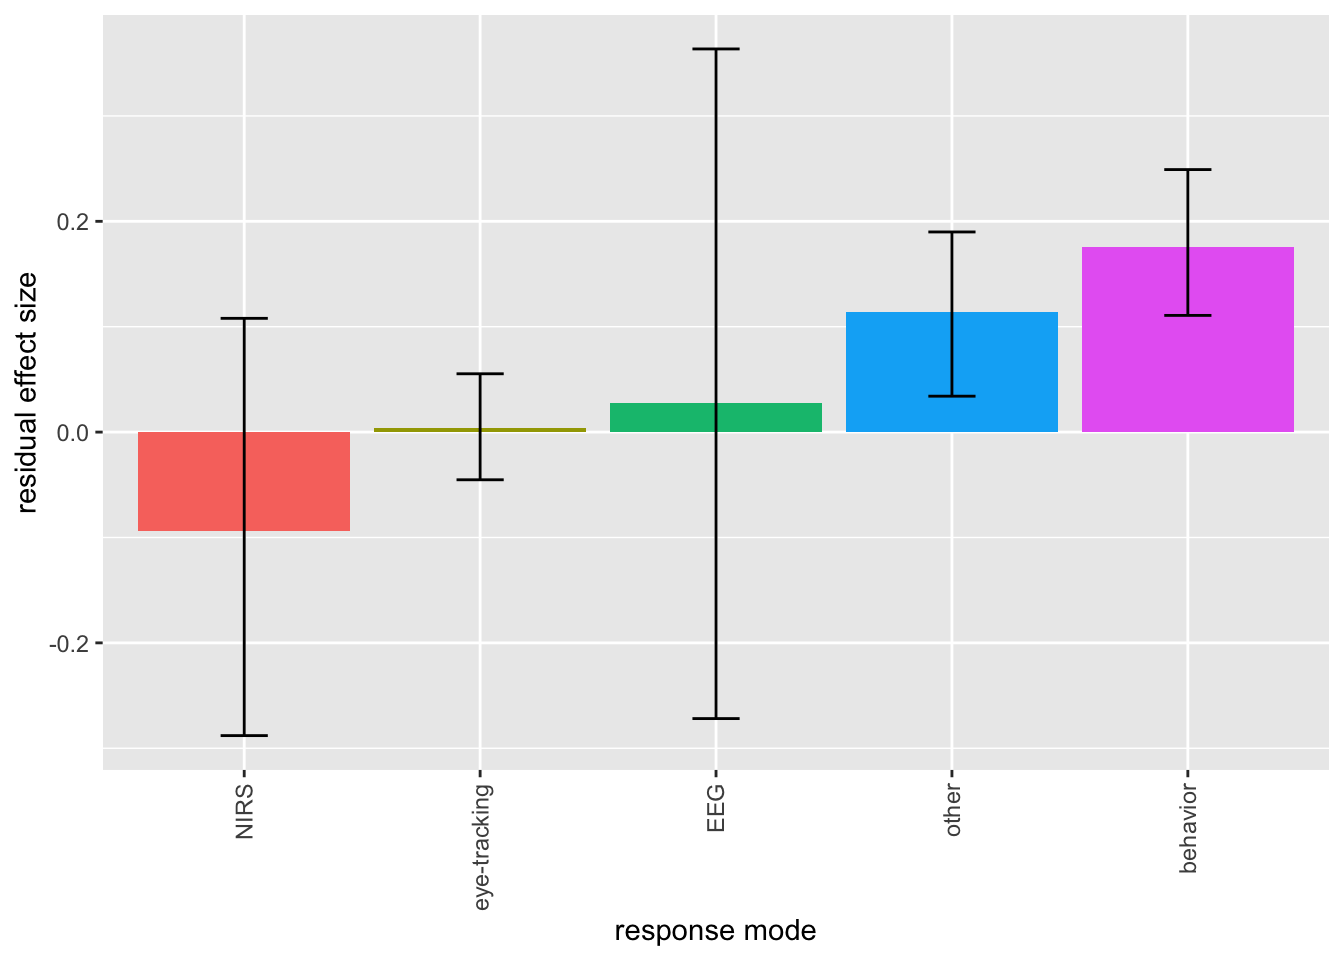 residual effect size
0.2
0.0
-0.2
NIRS
eye-tracking
EEG
other
behavior
response mode